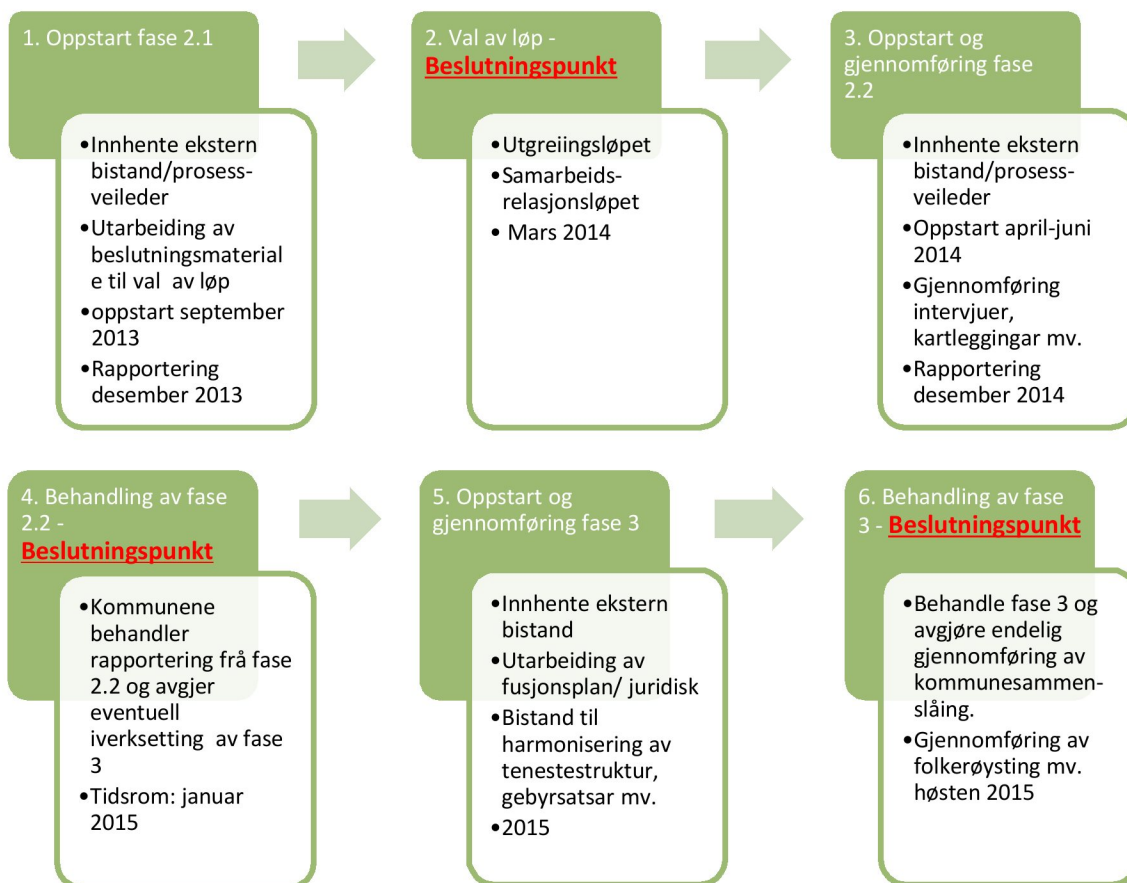 1. Oppstart fase 2.1
•Innhente ekstern
bistand/prosess-
veileder
•Utarbeiding av
beslutningsmaterial
e til val  av løp
•oppstart september
2013
•Rapportering
desember 2013
2. Val av løp -
Beslutningspunkt
•Utgreiingsløpet
•Samarbeids-
relasjonsløpet
• Mars 2014
3. Oppstart og
gjennomføring fase
2.2
•Innhente ekstern
bistand/prosess-
veileder
•Oppstart april-juni
2014
•Gjennomføring
intervjuer,
kartleggingar mv.
•Rapportering
desember 2014
4. Behandling av fase
2.2 -
Beslutningspunkt
•Kommunene
behandler
rapportering frå fase
2.2 og avgjer
eventuell
iverksetting  av fase
3
•Tidsrom: januar
2015
5. Oppstart og
gjennomføring fase 3
•Innhente ekstern
bistand
•Utarbeiding av
fusjonsplan/ juridisk
•Bistand til
harmonisering av
tenestestruktur,
gebyrsatsar mv.
•2015
6. Behandling av fase
3 - Beslutningspunkt
•Behandle fase 3 og
avgjøre endelig
gjennomføring av
kommunesammen-
slåing.
•Gjennomføring av
folkerøysting mv.
høsten 2015